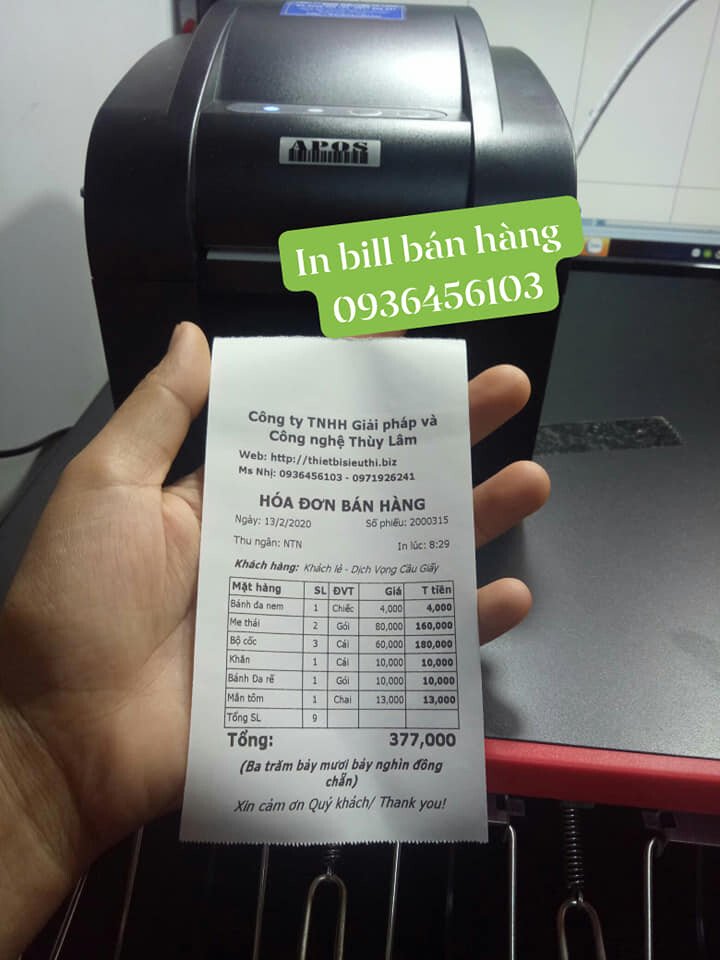 APOS
In bill bán hàng
0936456103
Công ty TNHH Giải pháp và
Công nghệ Thùy Lâm
Web: http://thietbisieuthi.biz
Ms Nhị: 0936456103 - 0971926241
HÓA ĐƠN BÁN HÀNG
Ngày: 13/2/2020 Số phiếu: 2000315
Thu ngân: NTN In lúc: 8:29
Khách hàng: Khách lẻ - Dịch Vọng Cầu Giấy
Mặt hàng SL ĐVT Giá T tiền
Bánh đa nem 1 Chiếc 4,000 4,000
Me thái 2 Gói 80,000 160,000
Bộ cốc 3 Cái 60,000 180,000
Khăn 1 Cái 10,000 10,000
Bánh Da rẽ 1 Gói 10,000 10,000
Mắn tôm 1 Chai 13,000 13,000
Tổng SL 9
Tổng: 377,000
(Ba trăm bảy mươi bảy nghìn đồng
chẵn)
Xin cảm ơn Quý khách/ Thank you!